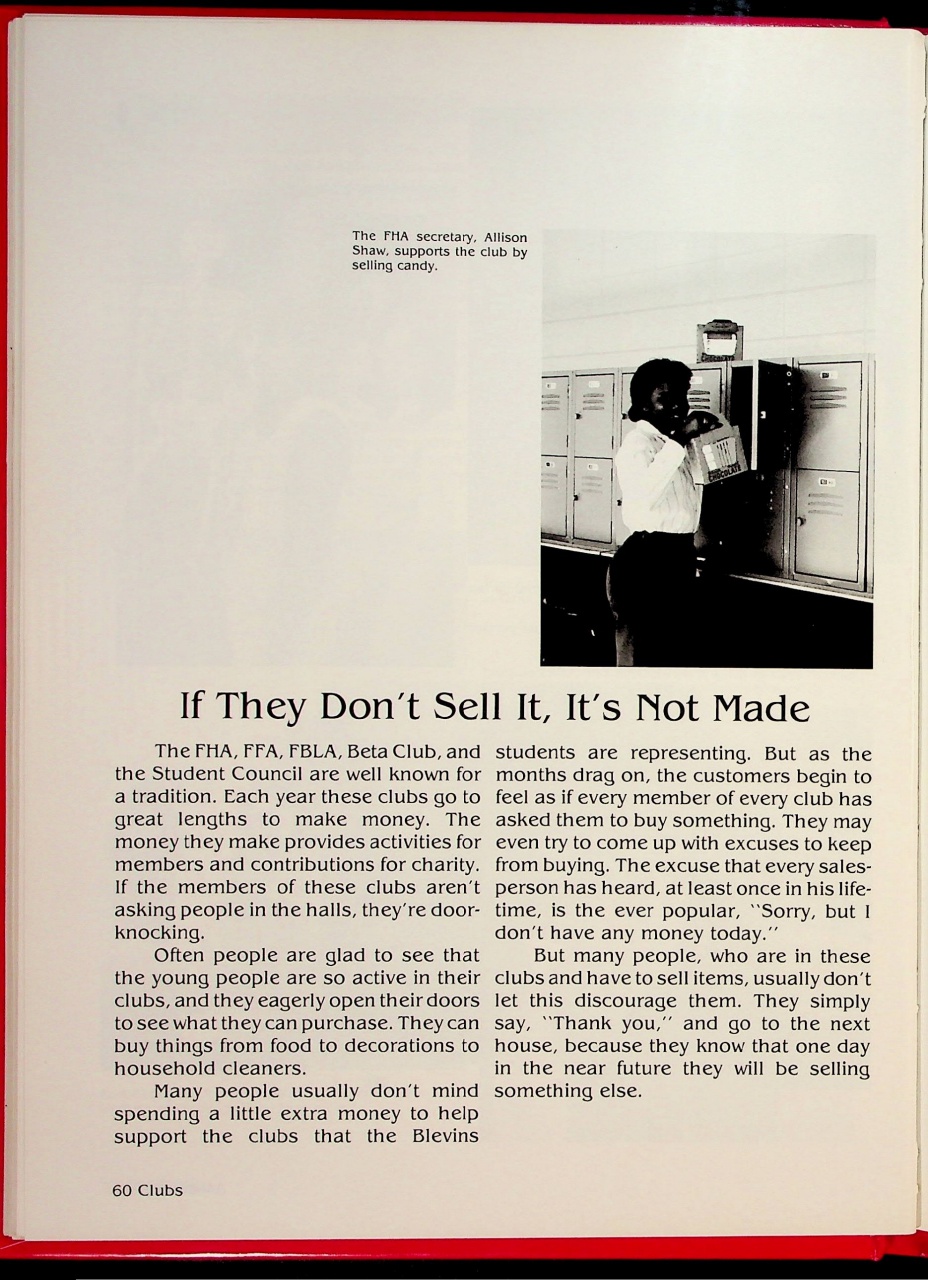 The FHA secretary, Allison
Shaw, supports the club by
selling candy.
CHOCOLATE
CHOCOLATE
If They Don't Sell It, It's Not Made
The FHA, FFA, FBLA, Beta Club, and
the Student Council are well known for
a tradition. Each year these clubs go to
great lengths to make money. The
money they make provides activities for
members and contributions for charity.
If the members of these clubs aren't
asking people in the halls, they're door-
knocking.
Often people are glad to see that
the young people are so active in their
clubs, and they eagerly open their doors
to see what they can purchase. They can
buy things from food to decorations to
household cleaners.
Many people usually don't mind
spending a little extra money to help
support the clubs that the Blevins
students are representing. But as the
months drag on, the customers begin to
feel as if every member of every club has
asked them to buy something. They may
even try to come up with excuses to keep
from buying. The excuse that every sales-
person has heard, at least once in his life-
time, is the ever popular, "Sorry, but I
don't have any money today."
But many people, who are in these
clubs and have to sell items, usually don't
let this discourage them. They simply
say, "Thank you," and go to the next
house, because they know that one day
in the near future they will be selling
something else.
60 Clubs